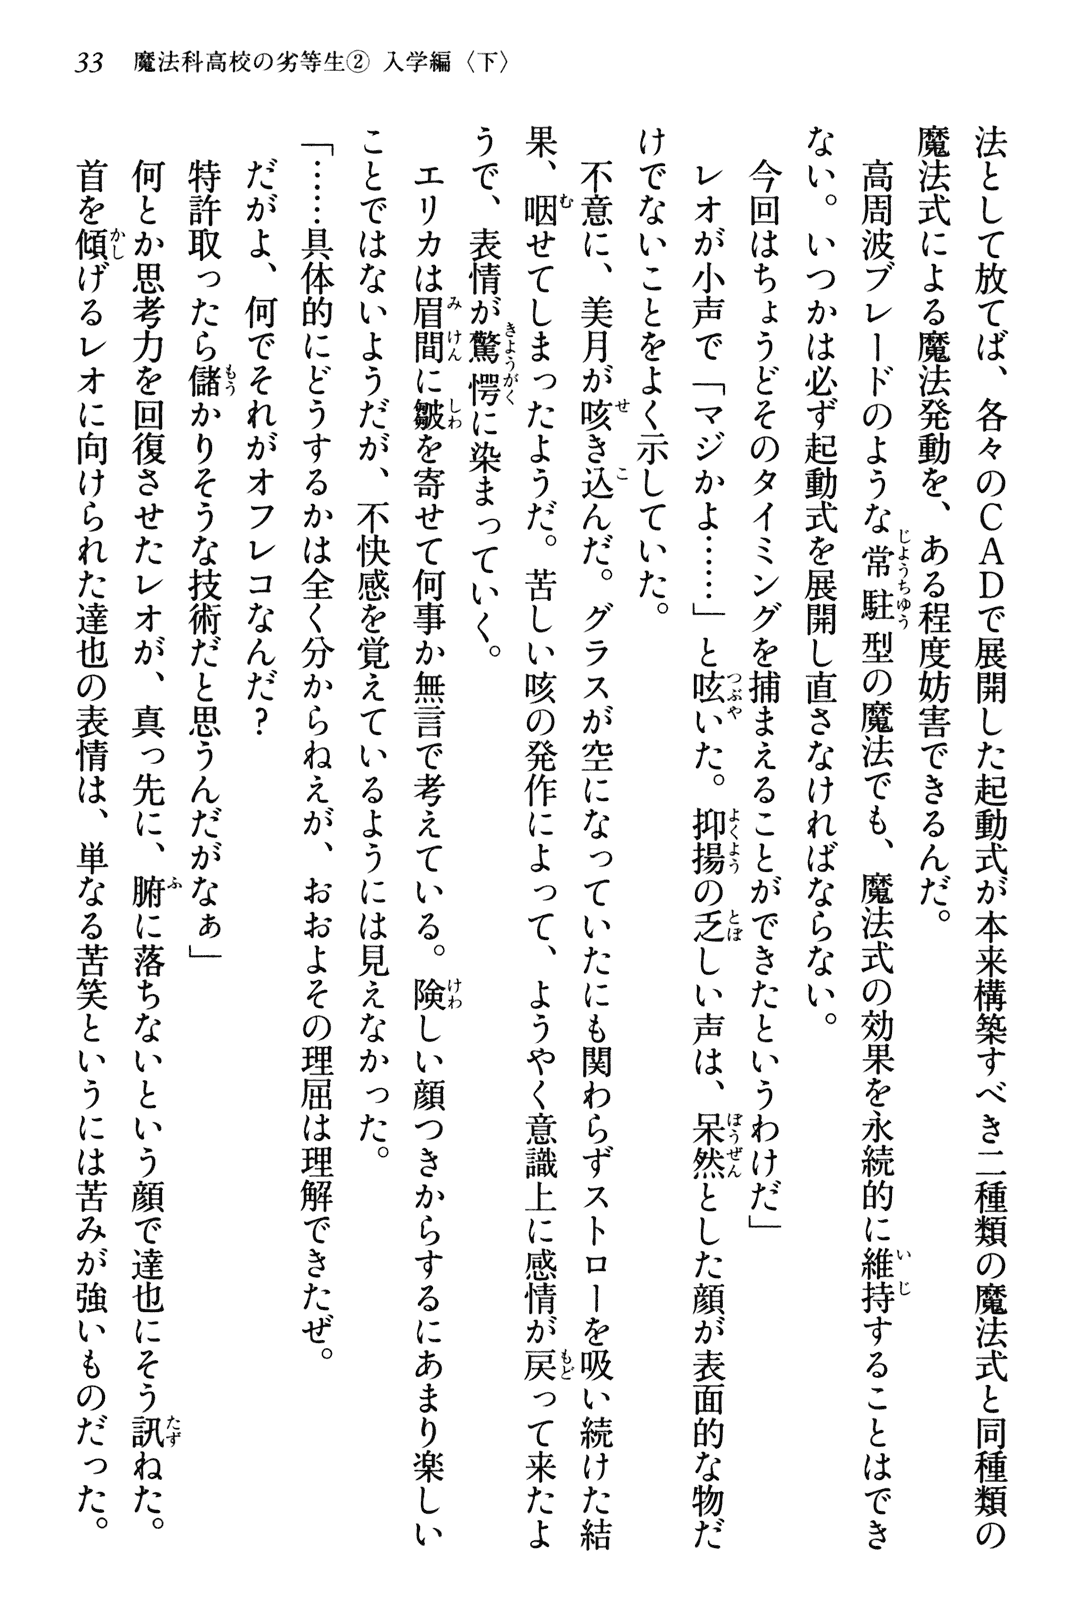 33　魔法科高校の劣等生② 入学編〈下〉
法として放てば、各々のＣＡＤで展開した起動式が本来構築すべき二種類の魔法式と同種類の
魔法式による魔法発動を、ある程度妨害できるんだ。
　高周波ブレードのような常駐型の魔法でも、魔法式の効果を永続的に維持することはでき
ない。いつかは必ず起動式を展開し直さなければならない。
　今回はちょうどそのタイミングを捕まえることができたというわけだ」
　レオが小声で「マジかよ……」と呟いた。抑揚の乏しい声は、呆然とした顔が表面的な物だ
けでないことをよく示していた。
　不意に、美月が咳き込んだ。グラスが空になっていたにも関わらずストローを吸い続けた結
果、咽せてしまったようだ。苦しい咳の発作によって、ようやく意識上に感情が戻って来たよ
うで、表情が驚愕に染まっていく。
　エリカは眉間に皺を寄せて何事か無言で考えている。険しい顔つきからするにあまり楽しい
ことではないようだが、不快感を覚えているようには見えなかった。
「……具体的にどうするかは全く分からねえが、おおよその理屈は理解できたぜ。
　だがよ、何でそれがオフレコなんだ？
　特許取ったら儲かりそうな技術だと思うんだがなぁ」
　何とか思考力を回復させたレオが、真っ先に、腑に落ちないという顔で達也にそう訊ねた。
　首を傾げるレオに向けられた達也の表情は、単なる苦笑というには苦みが強いものだった。